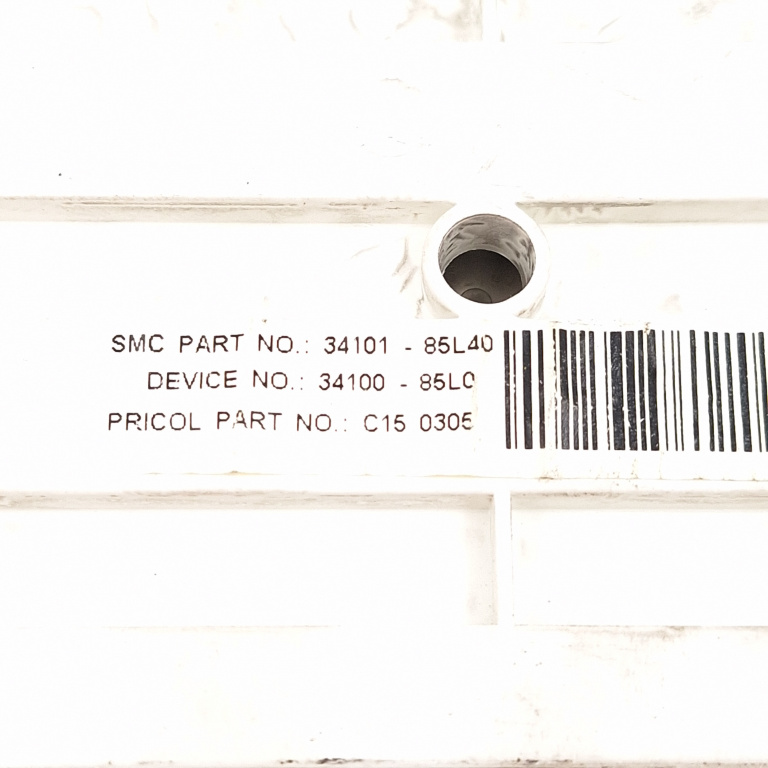 SMC PART NO.: 34101 - 85L40
DEVICE NO.: 34100 - 85L0
PRICOL PART NO.: C15 0305